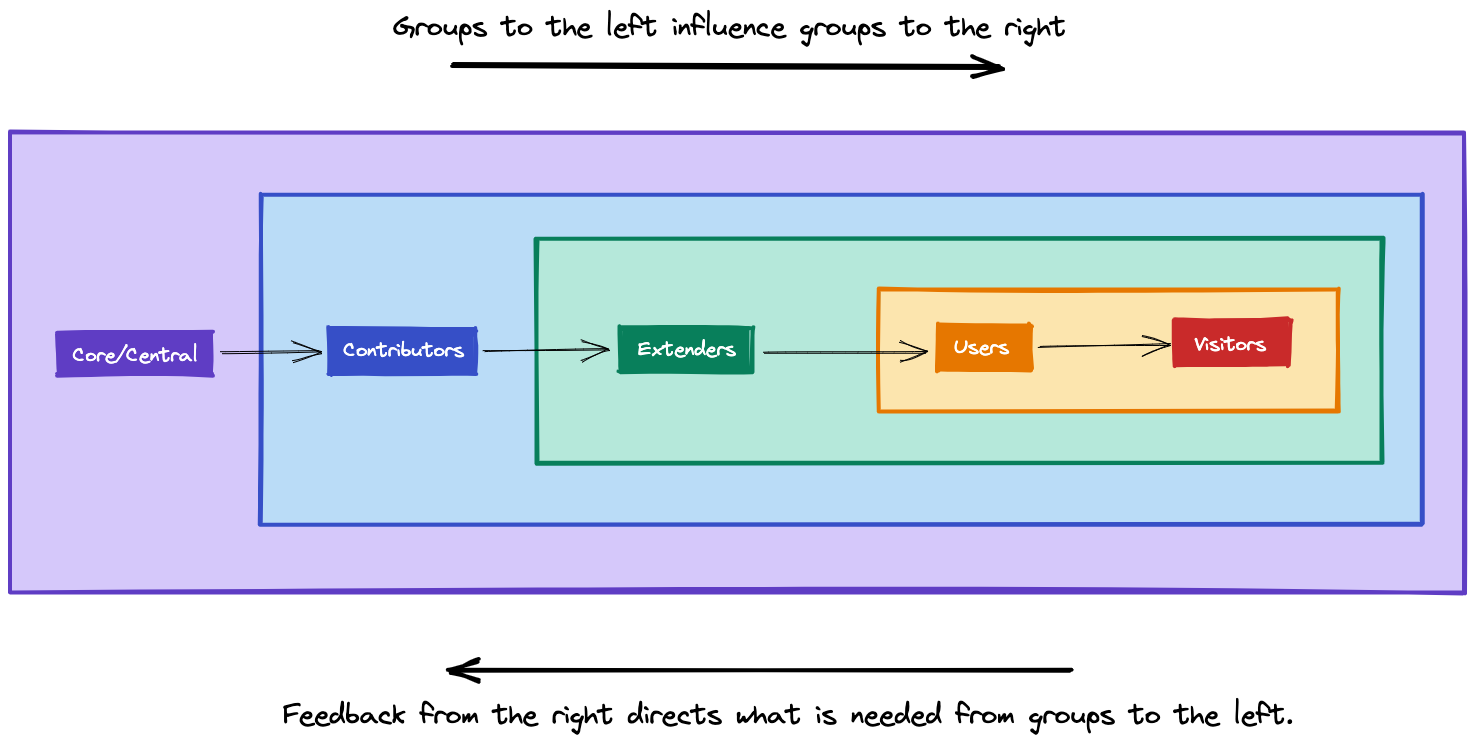 Groups to the left influence groups to the right
Core/Central
Contributors
Extenders
Users
Visitors
Feedback from the right directs what is needed from groups to the left.